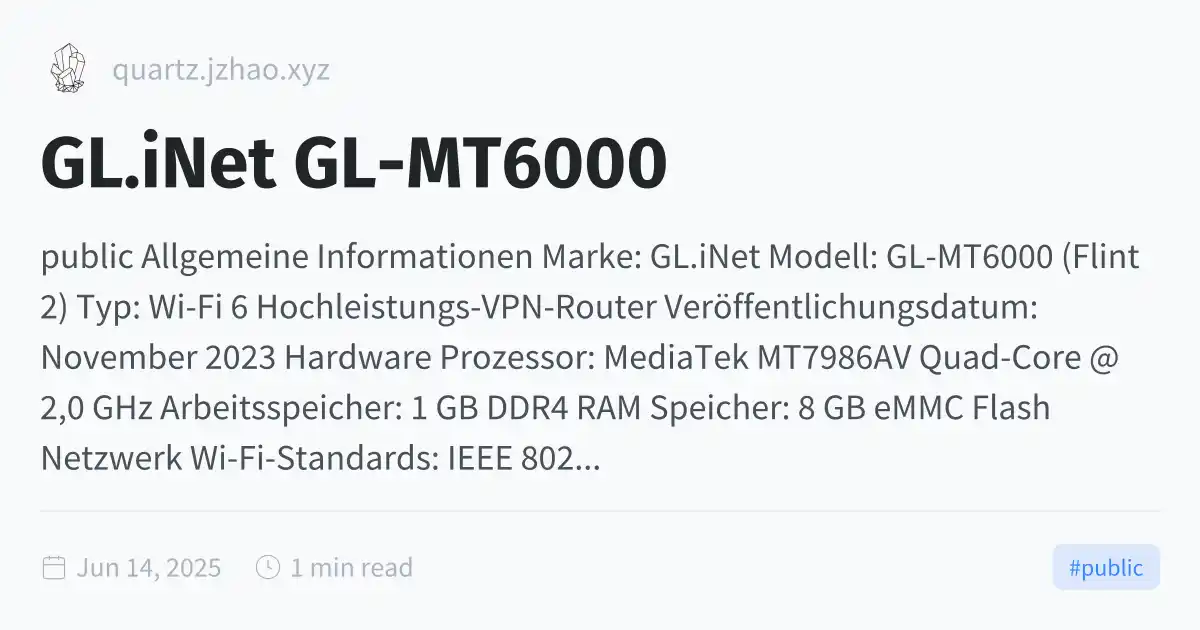 quartz.jzhao.xyz
GL.iNet GL-MT6000
public Allgemeine Informationen Marke: GL.iNet Modell: GL-MT6000 (Flint
2) Typ: Wi-Fi 6 Hochleistungs-VPN-Router Veröffentlichungsdatum:
November 2023 Hardware Prozessor: MediaTek MT7986AV Quad-Core @
2,0 GHz Arbeitsspeicher: 1 GB DDR4 RAM Speicher: 8 GB eMMC Flash
Netzwerk Wi-Fi-Standards: IEEE 802...
Jun 14, 2025 1 min read #public